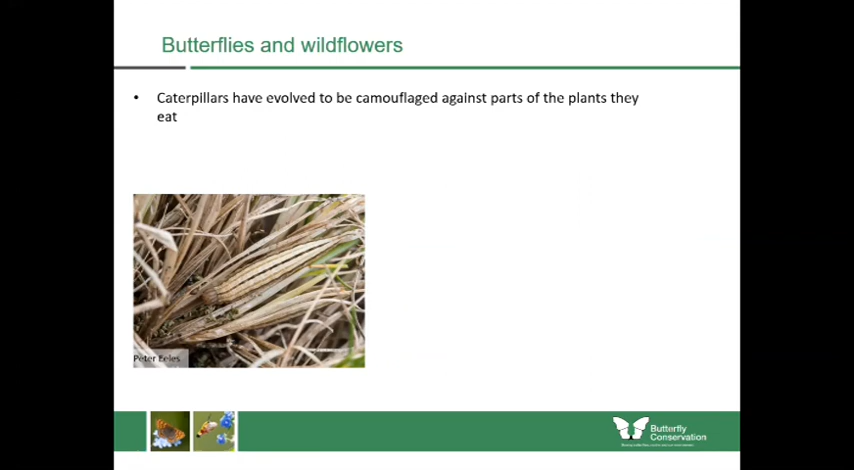 Butterflies and wildflowers
• Caterpillars have evolved to be camouflaged against parts of the plants they
eat
Peter Eeles
Butterfly
Conservation